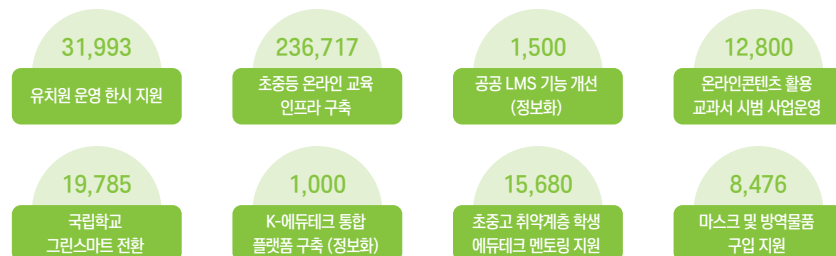 31,993
유치원 운영 한시 지원
236,717
초중등 온라인 교육
인프라 구축
1,500
공공 LMS 기능 개선
(정보화)
12,800
온라인콘텐츠 활용
교과서 시범 사업운영
19,785
국립학교
그린스마트 전환
1,000
K-에듀테크 통합
플랫폼 구축 (정보화)
15,680
초중고 취약계층 학생
에듀테크 멘토링 지원
8,476
마스크 및 방역물품
구입 지원